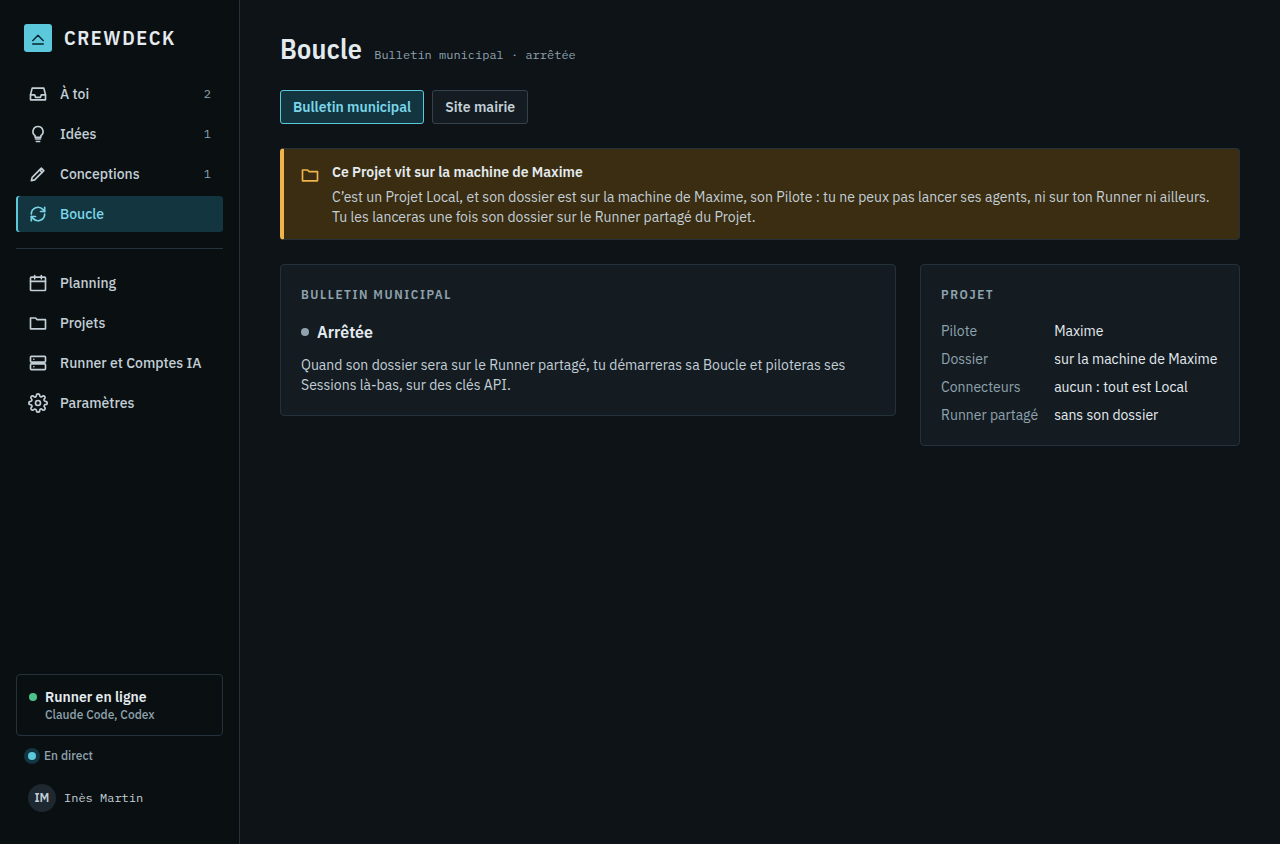 CREWDECK
À toi 2
Idées 1
Conceptions 1
Boucle
Planning
Projets
Runner et Comptes IA
Paramètres
Runner en ligne
Claude Code, Codex
En direct
IM Inès Martin
Boucle Bulletin municipal · arrêtée
Bulletin municipal Site mairie
Ce Projet vit sur la machine de Maxime
C’est un Projet Local, et son dossier est sur la machine de Maxime, son Pilote : tu ne peux pas lancer ses agents, ni sur ton Runner ni ailleurs.
Tu les lanceras une fois son dossier sur le Runner partagé du Projet.
BULLETIN MUNICIPAL
Arrêtée
Quand son dossier sera sur le Runner partagé, tu démarreras sa Boucle et piloteras ses
Sessions là-bas, sur des clés API.
PROJET
Pilote Maxime
Dossier sur la machine de Maxime
Connecteurs aucun : tout est Local
Runner partagé sans son dossier